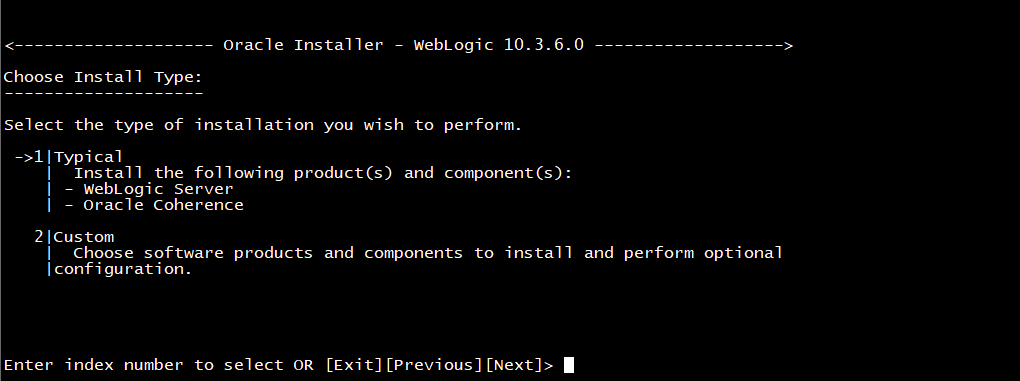 <-------------------- Oracle Installer - WebLogic 10.3.6.0 ------------------->
Choose Install Type:
--------------------
Select the type of installation you wish to perform.
->1|Typical
|  Install the following product(s) and component(s):
| - WebLogic Server
| - Oracle Coherence
2|Custom
|  Choose software products and components to install and perform optional
|configuration.
Enter index number to select OR [Exit][Previous][Next]>